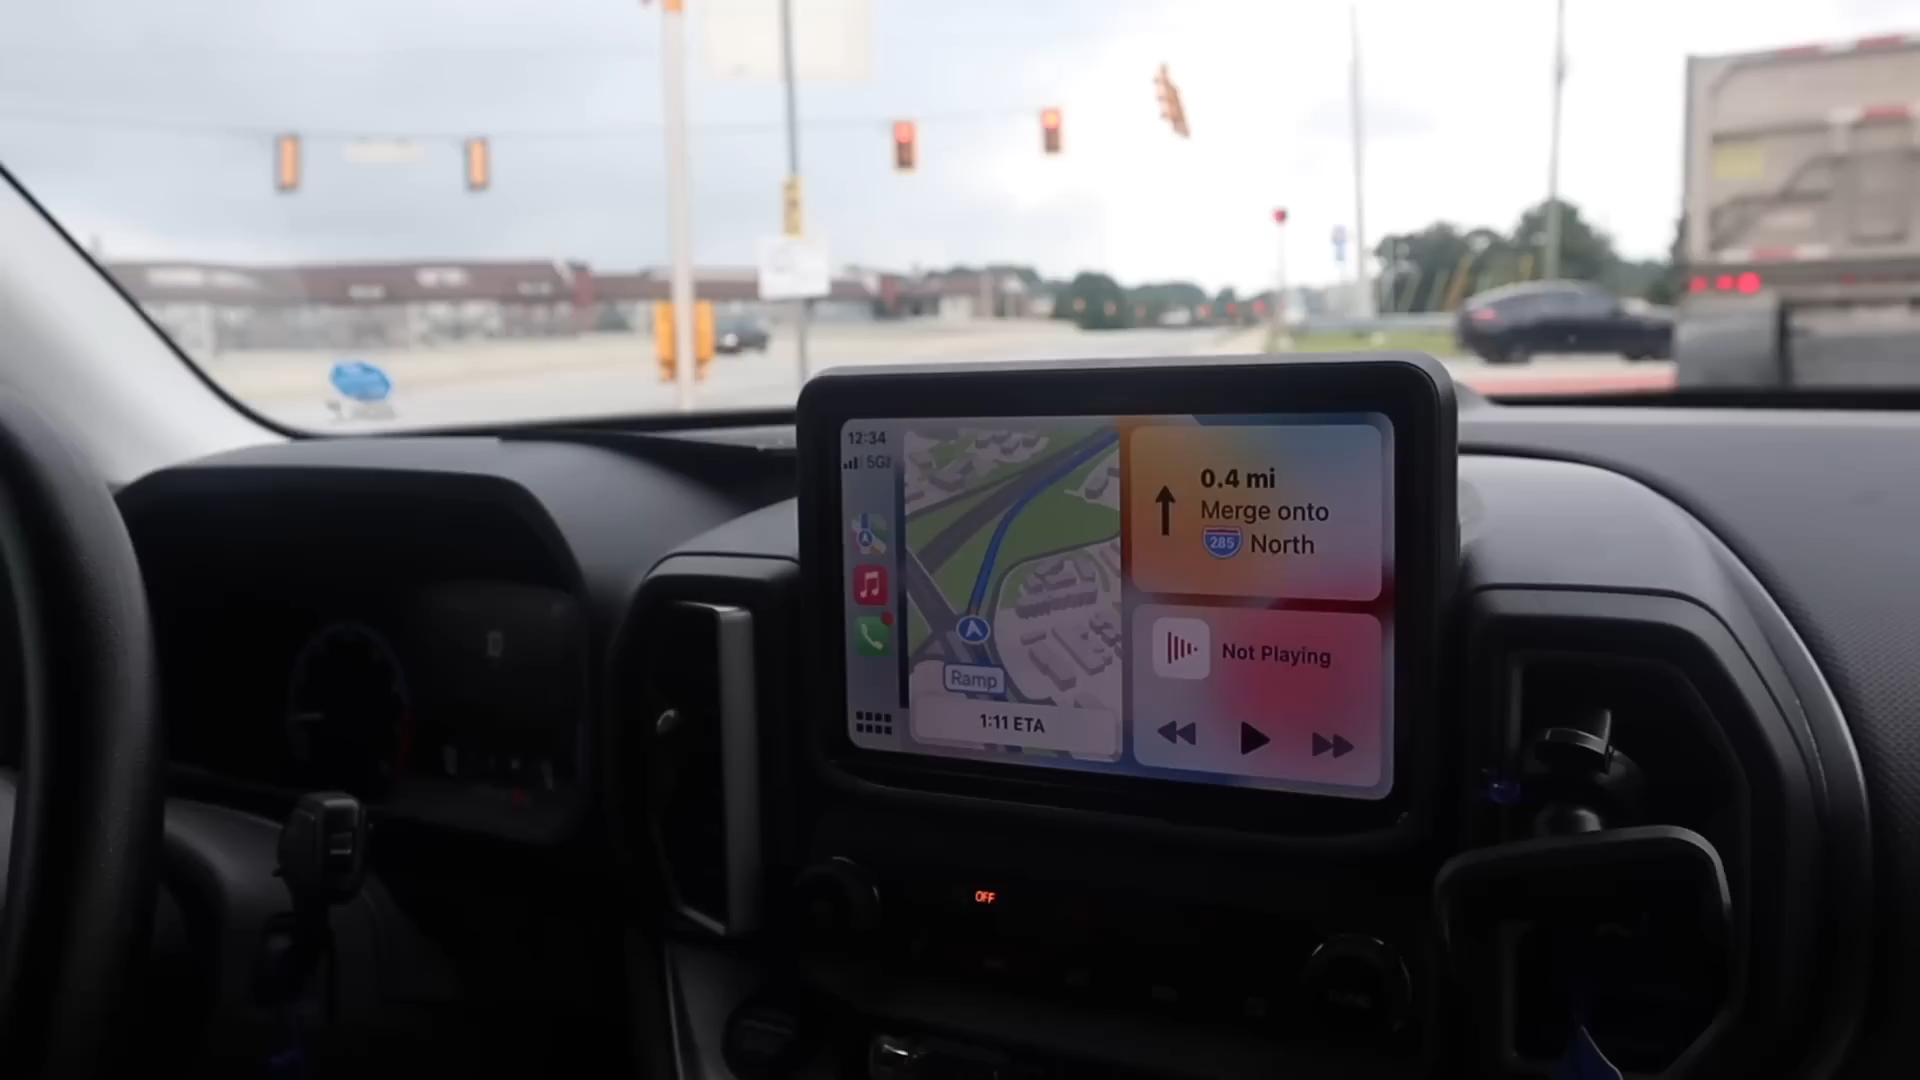 12:34
5G
0.4 mi
Merge onto
285 North
Ramp
1:11 ETA
Not Playing
OFF